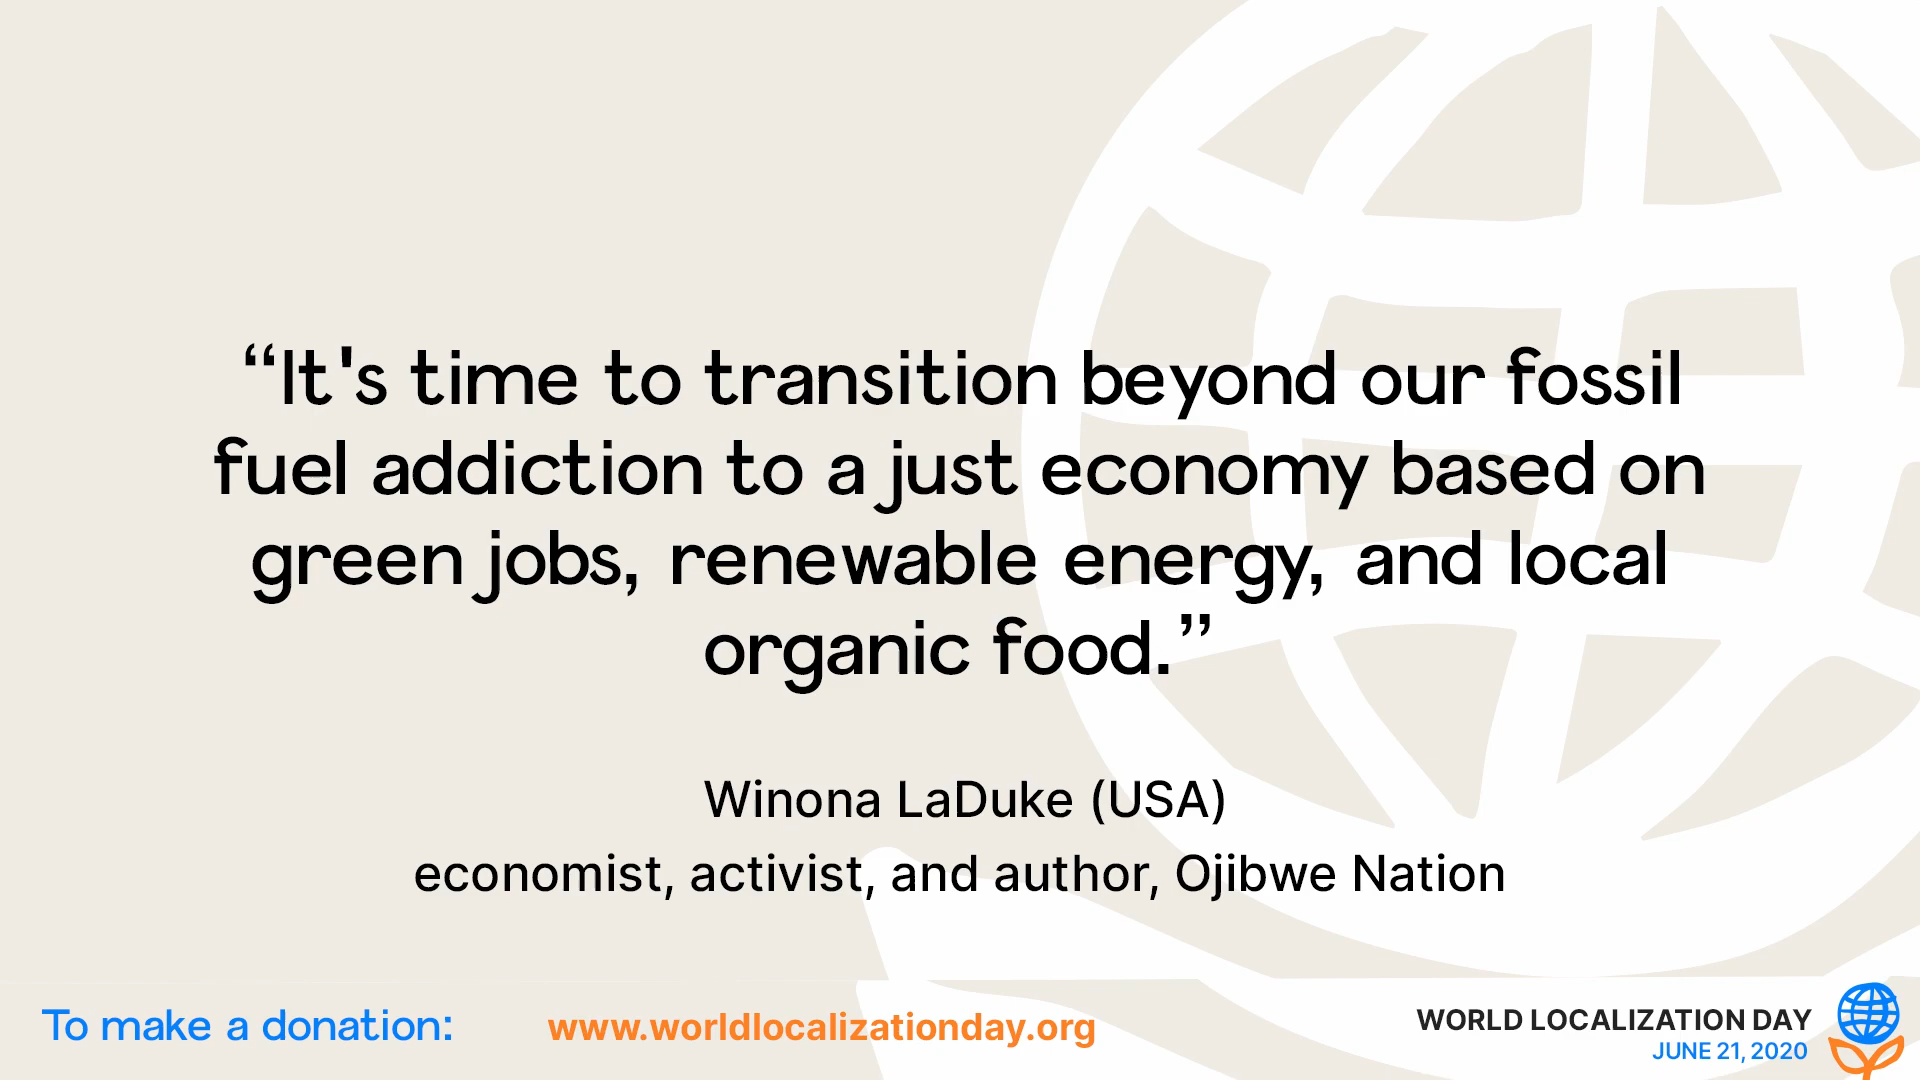 “It's time to transition beyond our fossil
fuel addiction to a just economy based on
green jobs, renewable energy, and local
organic food.”
Winona LaDuke (USA)
economist, activist, and author, Ojibwe Nation
To make a donation: www.worldlocalizationday.org
WORLD LOCALIZATION DAY
JUNE 21, 2020